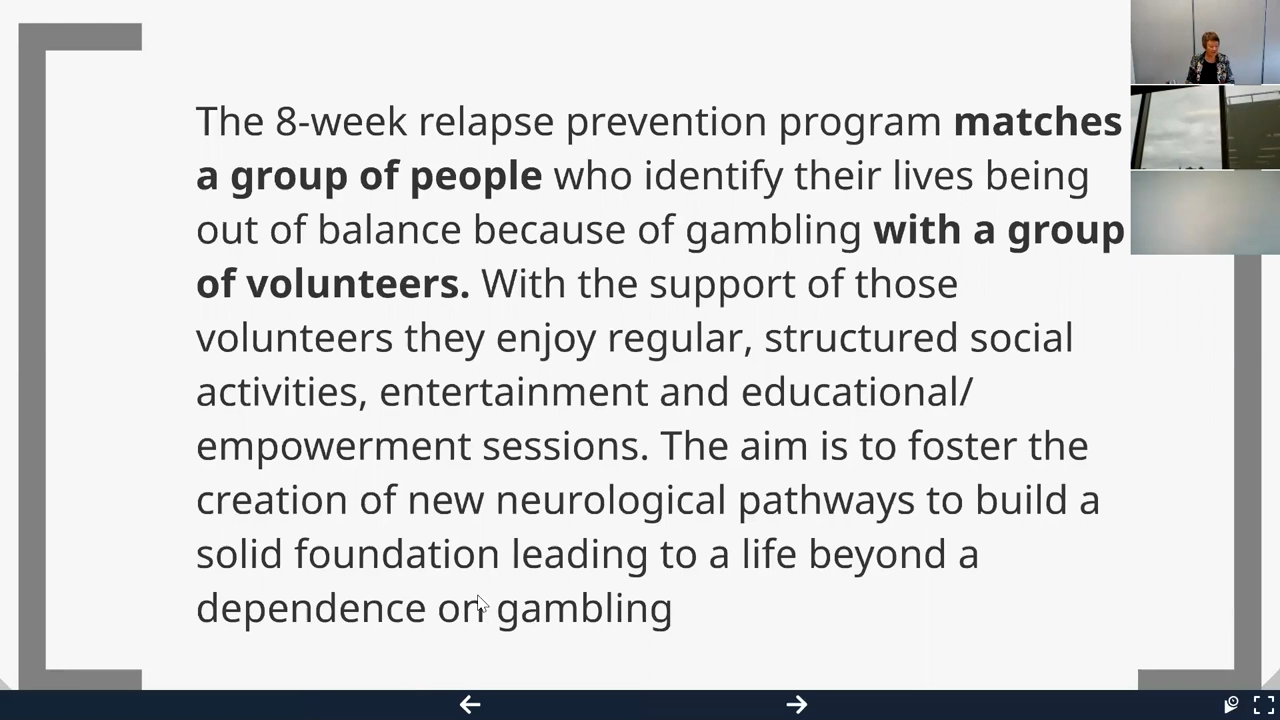 The 8-week relapse prevention program matches
a group of people who identify their lives being
out of balance because of gambling with a group
of volunteers. With the support of those
volunteers they enjoy regular, structured social
activities, entertainment and educational/
empowerment sessions. The aim is to foster the
creation of new neurological pathways to build a
solid foundation leading to a life beyond a
dependence on gambling